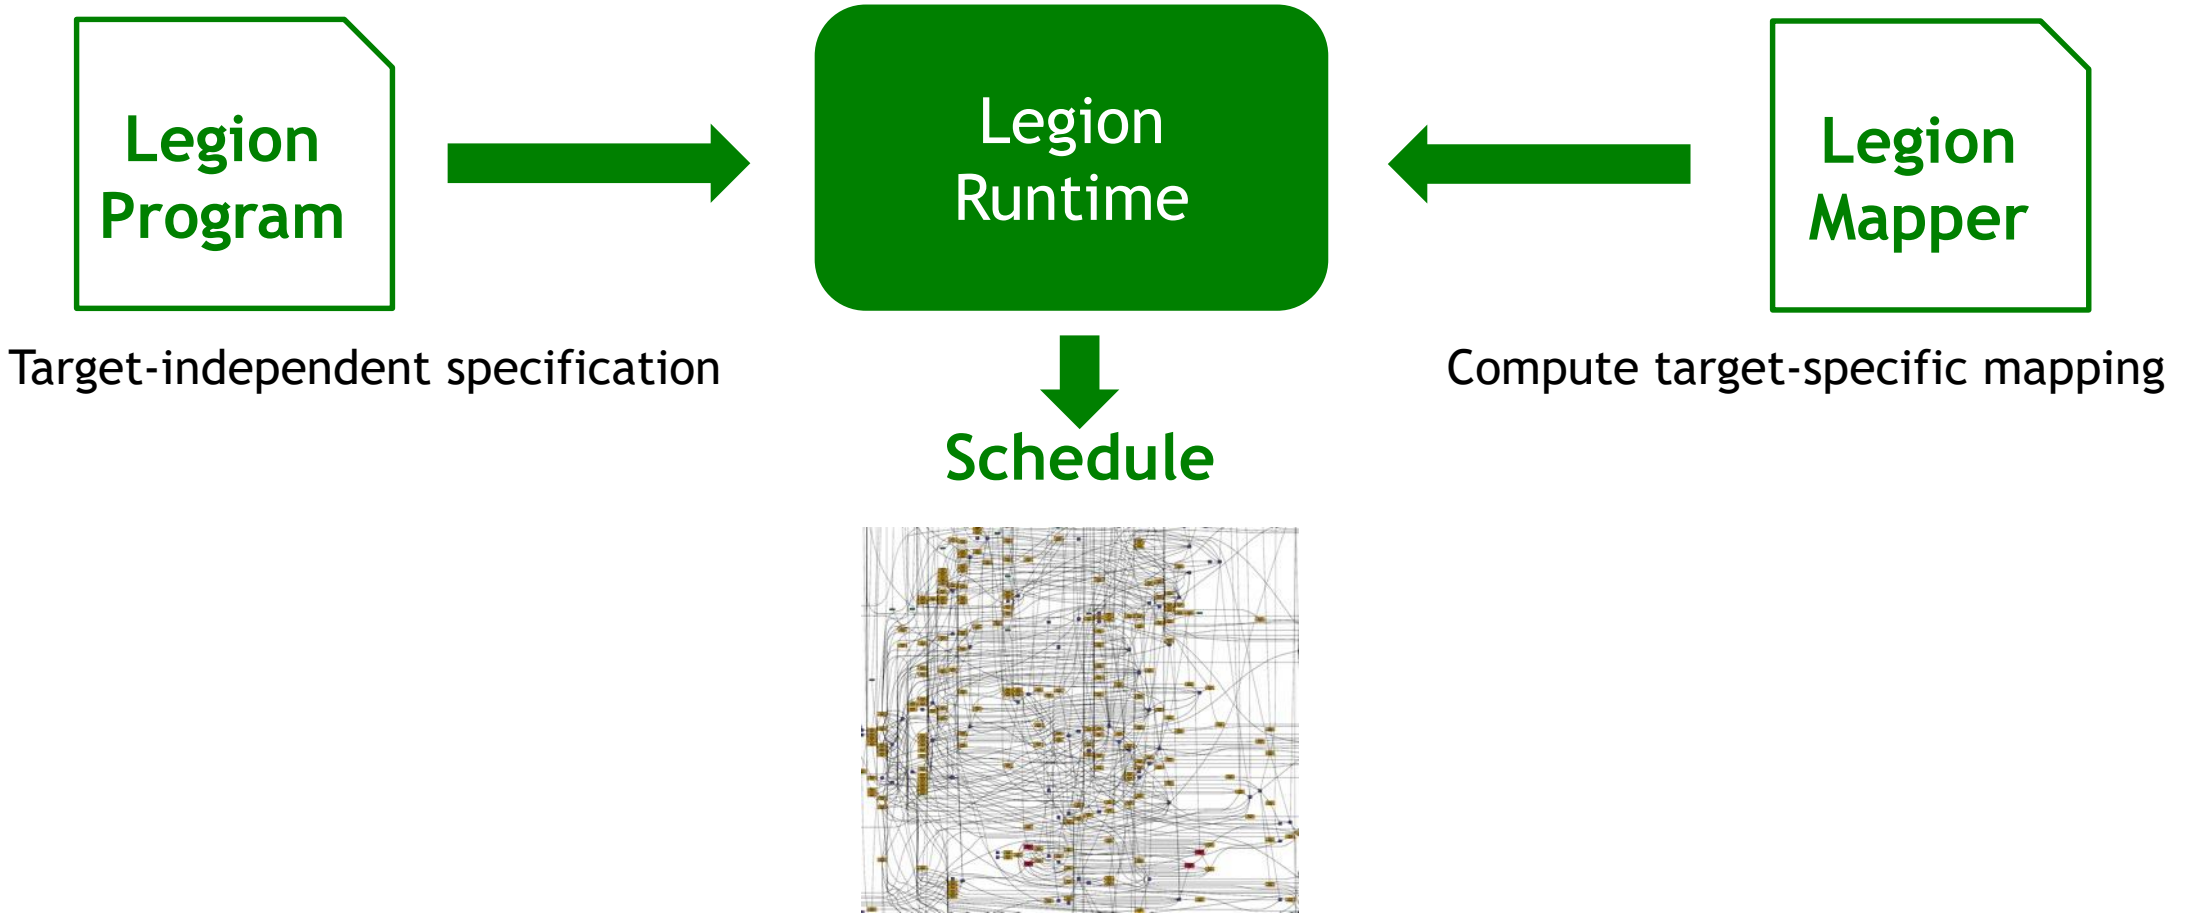 Legion
Program
Legion
Runtime
Legion
Mapper
Target-independent specification
Compute target-specific mapping
Schedule